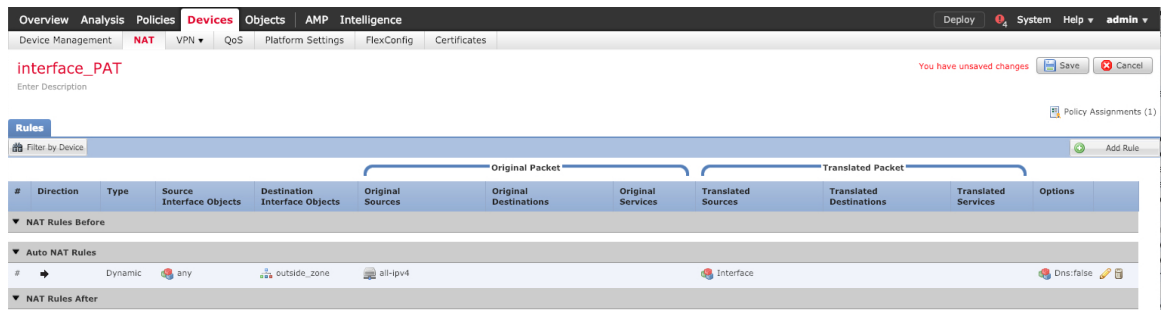 Overview Analysis Policies Devices Objects AMP Intelligence Deploy 4 System Help admin
Device Management NAT VPN QoS Platform Settings FlexConfig Certificates
interface_PAT
You have unsaved changes Save Cancel
Enter Description
Policy Assignments (1)
Rules
Filter by Device Add Rule
Original Packet Translated Packet
# Direction Type Source Interface Objects Destination Interface Objects Original Sources Original Destinations Original Services Translated Sources Translated Destinations Translated Services Options
NAT Rules Before
Auto NAT Rules
# Dynamic any outside_zone all-ipv4 Interface Dns:false
NAT Rules After